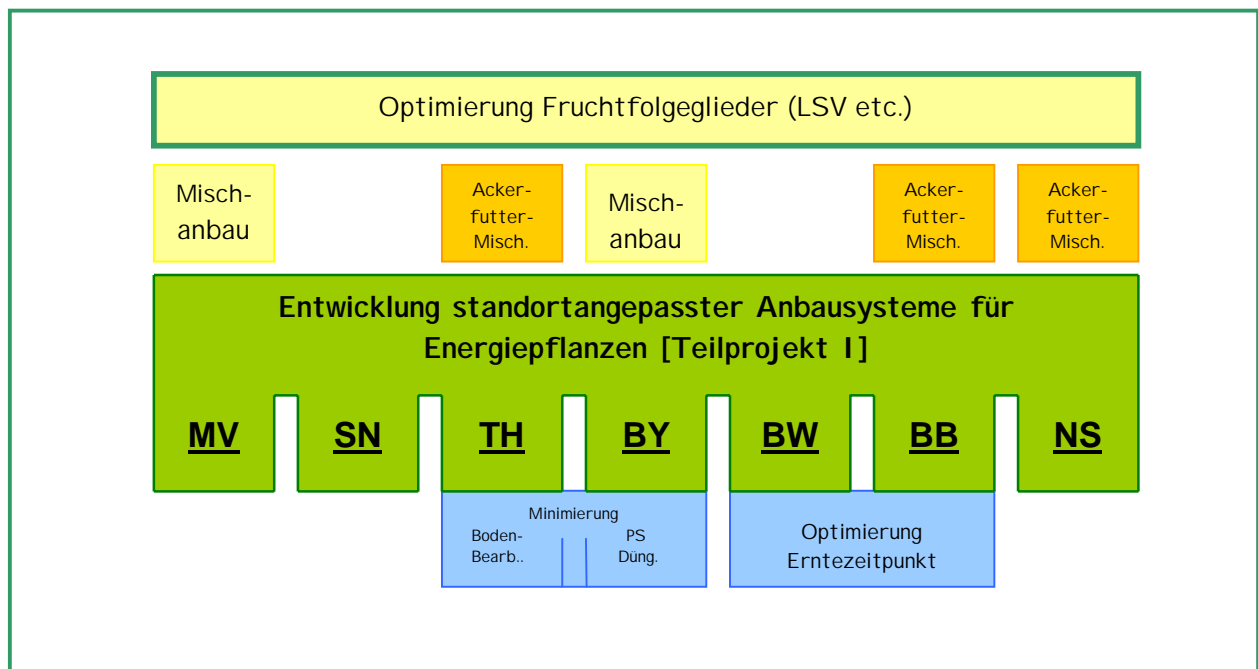 Optimierung Fruchtfolgeglieder (LSV etc.)
Misch-
anbau
Acker-
futter-
Misch.
Misch-
anbau
Acker-
futter-
Misch.
Acker-
futter-
Misch.
Entwicklung standortangepasster Anbausysteme für
Energiepflanzen [Teilprojekt I]
MV SN TH BY BW BB NS
Minimierung
Boden-
Bearb..
PS
Düng.
Optimierung
Erntezeitpunkt